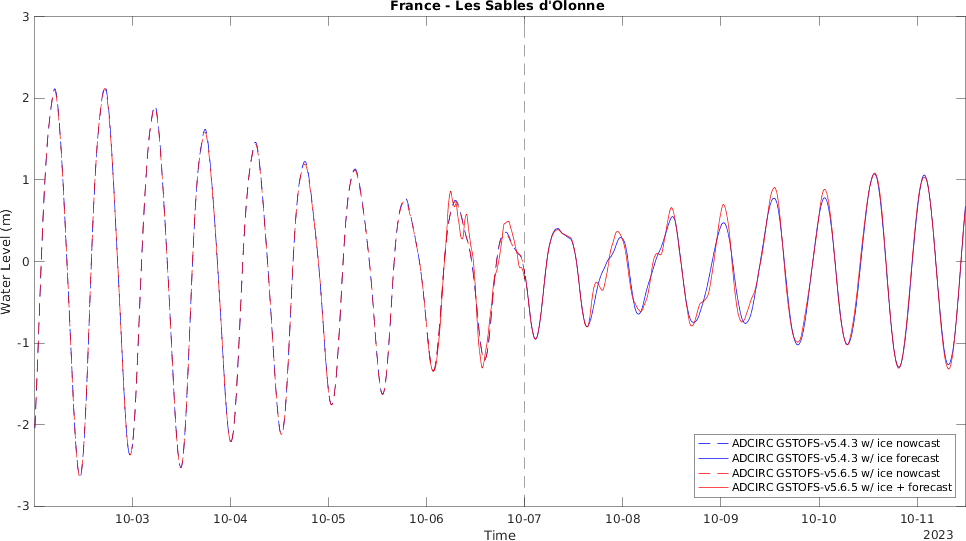 France - Les Sables d'Olonne
3
2
1
0
-1
-2
-3
Water Level (m)
10-03
10-04
10-05
10-06
10-07
10-08
10-09
10-10
10-11
Time
2023
ADCIRC GSTOFS-v5.4.3 w/ ice nowcast
ADCIRC GSTOFS-v5.4.3 w/ ice forecast
ADCIRC GSTOFS-v5.6.5 w/ ice nowcast
ADCIRC GSTOFS-v5.6.5 w/ ice + forecast